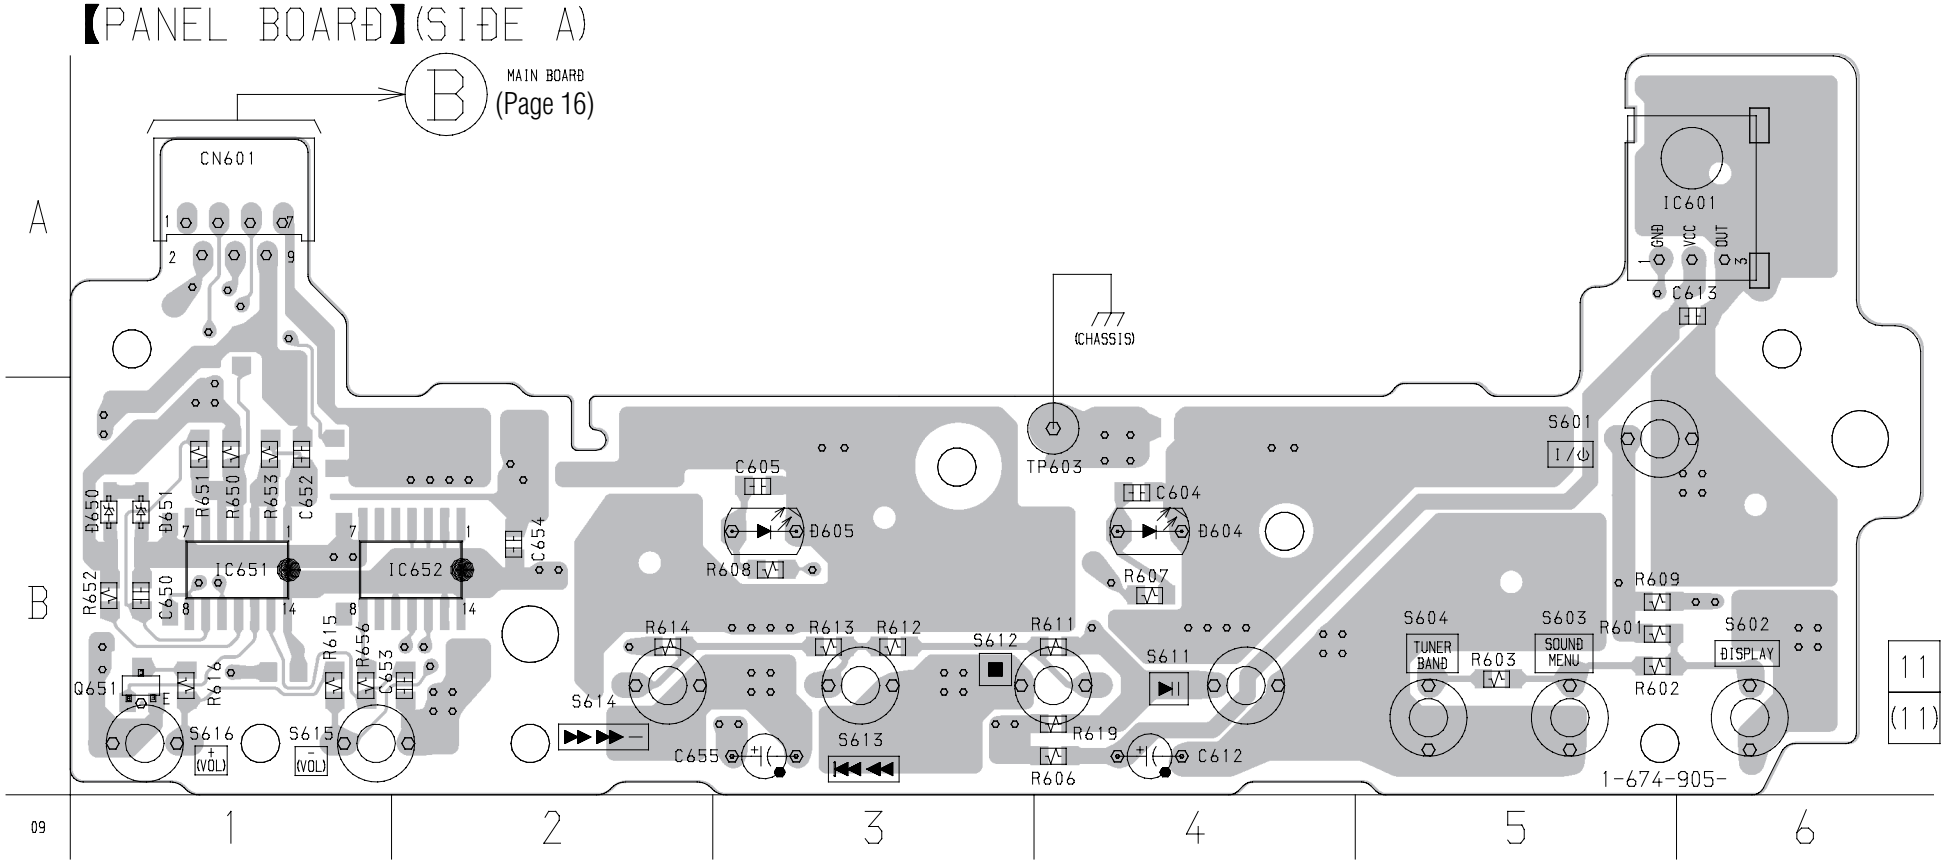 【PANEL BOARD】(SIDE A)
B
MAIN BOARD
(Page 16)
CN601
1 7
2 9
A
IC601
GND VCC OUT
1 3
C613
(CHASSIS)
TP603
S601
I/⏻
C605
C604
D650 D651 R651 R650 R653 C652
7 1 7 1
IC651 IC652
8 14 8 14
C654
D605
D604
R608
R607
R652 C650
B
R615 R656 C653
R614 R613 R612 S612 R611
■
R609
R601
R602
S604
TUNER BAND
S603
SOUND MENU
S602
DISPLAY
R603
S611
▶II
Q651
E
R616
S616
+
(VOL)
S615
-
(VOL)
S614
▶▶ ▶▶|
C655
S613
|◀◀ ◀◀
R619
R606
C612
1-674-905-
11
(11)
09
1 2 3 4 5 6